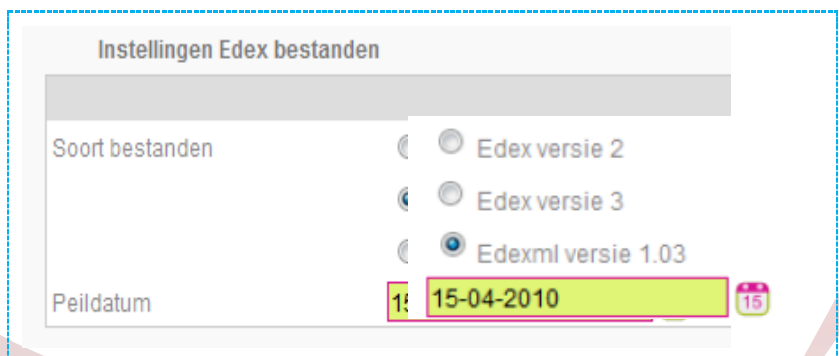 Instellingen Edex bestanden
Soort bestanden
Edex versie 2
Edex versie 3
Edexml versie 1.03
Peildatum
15-04-2010
15